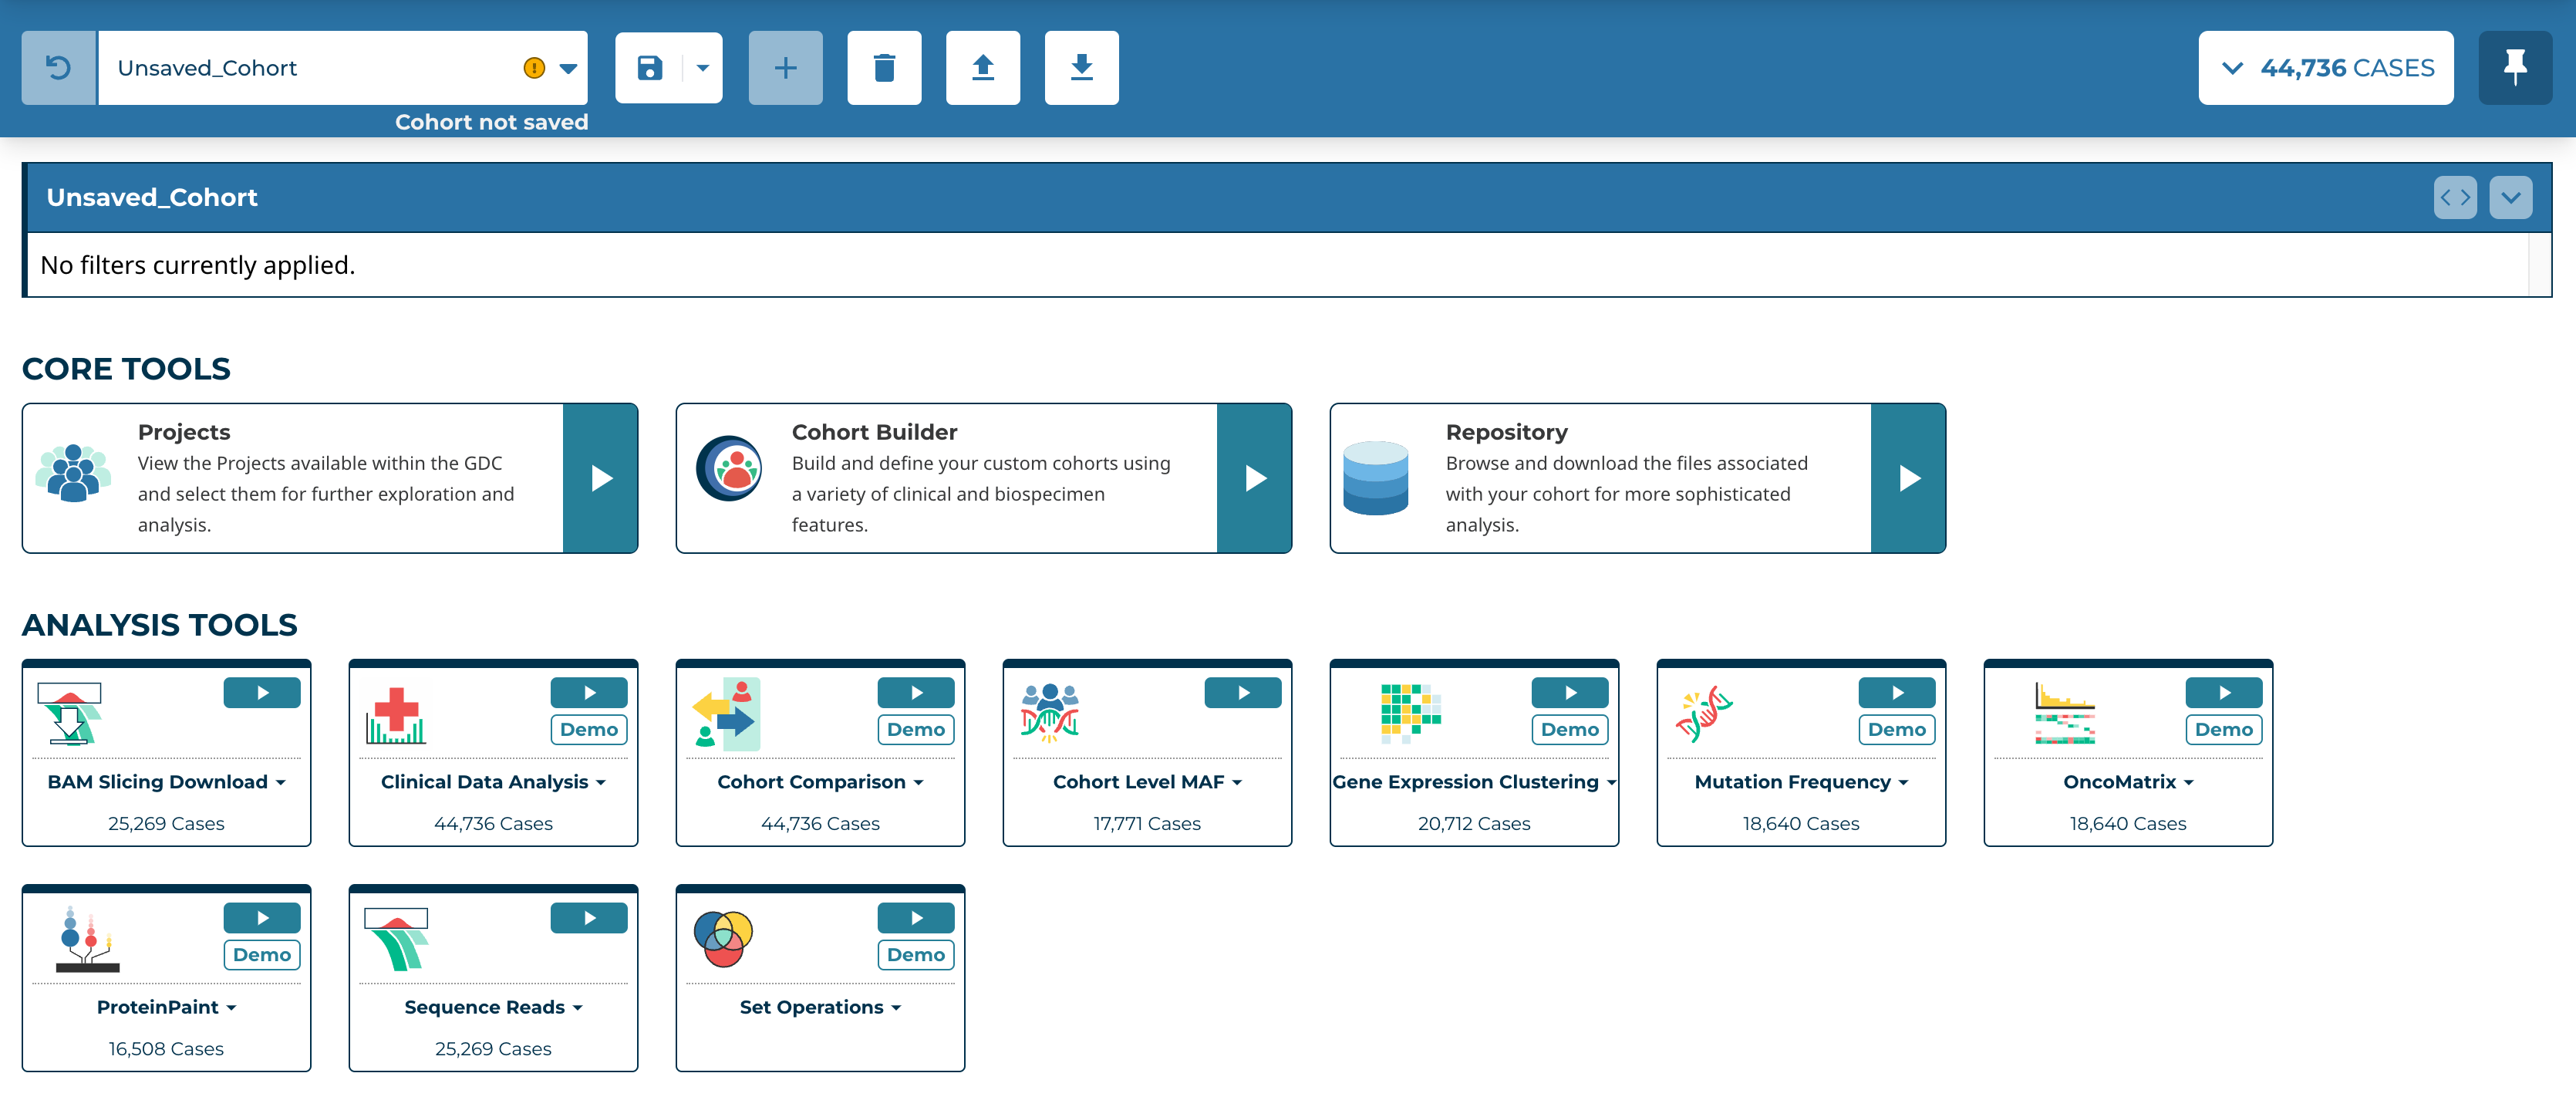 Unsaved_Cohort
44,736 CASES
Cohort not saved
Unsaved_Cohort
No filters currently applied.
CORE TOOLS
Projects
View the Projects available within the GDC
and select them for further exploration and
analysis.
Cohort Builder
Build and define your custom cohorts using
a variety of clinical and biospecimen
features.
Repository
Browse and download the files associated
with your cohort for more sophisticated
analysis.
ANALYSIS TOOLS
BAM Slicing Download
25,269 Cases
Demo
Clinical Data Analysis
44,736 Cases
Demo
Cohort Comparison
44,736 Cases
Cohort Level MAF
17,771 Cases
Demo
Gene Expression Clustering
20,712 Cases
Demo
Mutation Frequency
18,640 Cases
Demo
OncoMatrix
18,640 Cases
Demo
ProteinPaint
16,508 Cases
Sequence Reads
25,269 Cases
Demo
Set Operations